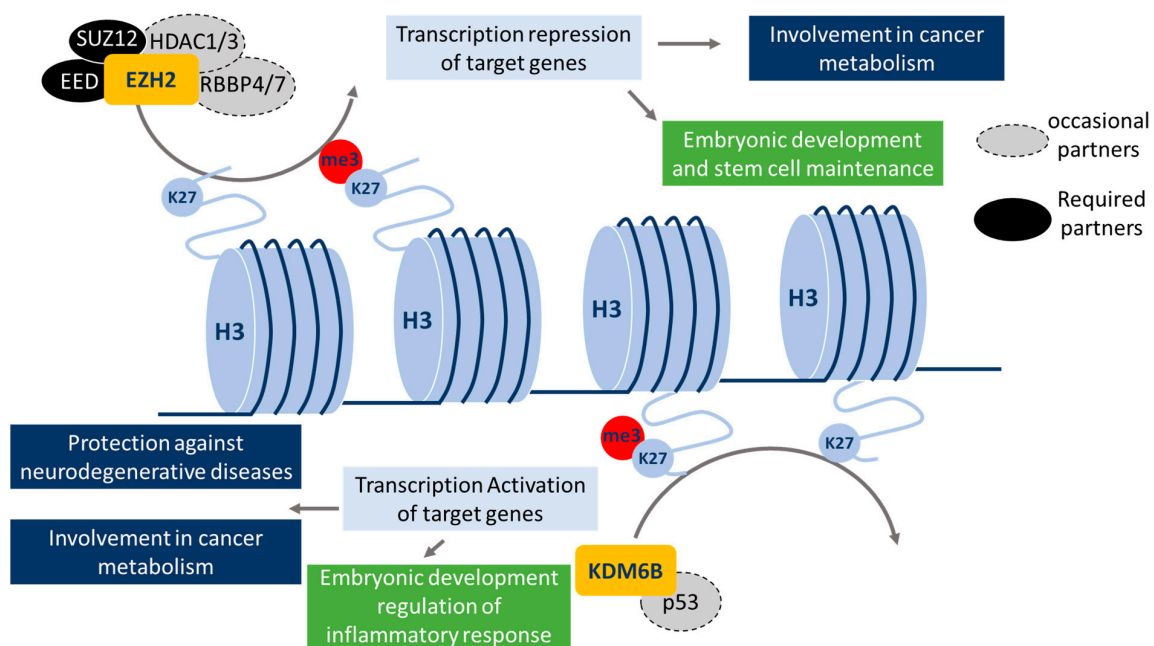 SUZ12
HDAC1/3
EED
EZH2
RBBP4/7
Transcription repression
of target genes
Involvement in cancer
metabolism
Embryonic development
and stem cell maintenance
occasional
partners
Required
partners
me3
K27
K27
H3
H3
H3
H3
Protection against
neurodegenerative diseases
me3
K27
K27
Transcription Activation
of target genes
Involvement in cancer
metabolism
Embryonic development
regulation of
inflammatory response
KDM6B
p53